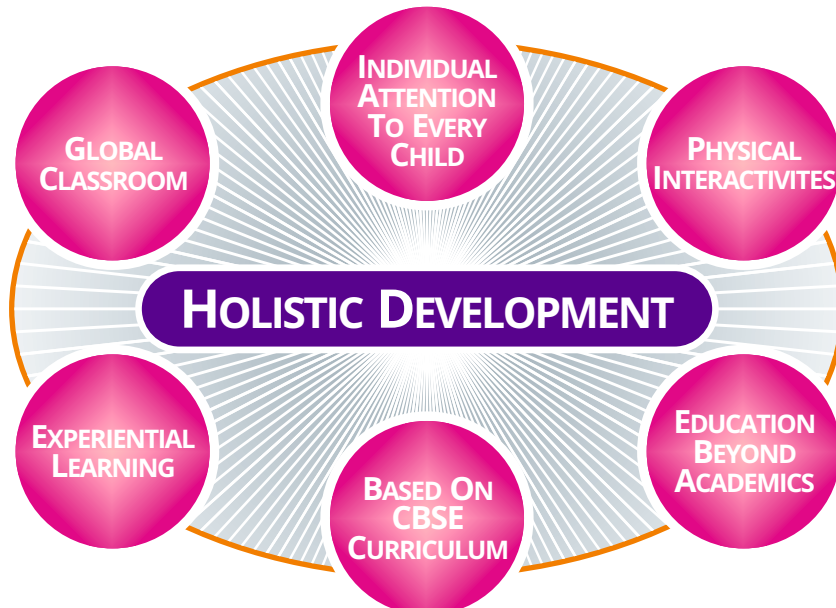 INDIVIDUAL
ATTENTION
TO EVERY
CHILD
GLOBAL
CLASSROOM
PHYSICAL
INTERACTIVITES
HOLISTIC DEVELOPMENT
EXPERIENTIAL
LEARNING
BASED ON
CBSE
CURRICULUM
EDUCATION
BEYOND
ACADEMICS